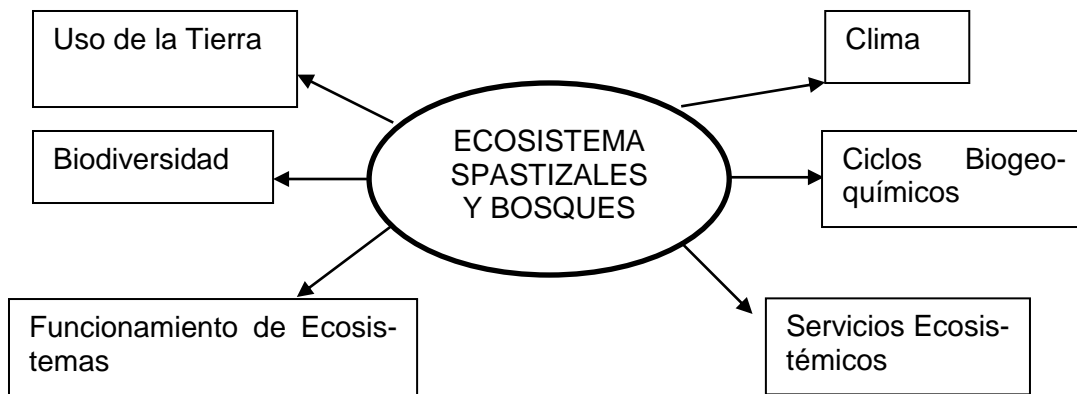 Uso de la Tierra
Clima
ECOSISTEMA
SPASTIZALES
Y BOSQUES
Biodiversidad
Ciclos Biogeo-
químicos
Funcionamiento de Ecosis-
temas
Servicios Ecosis-
témicos